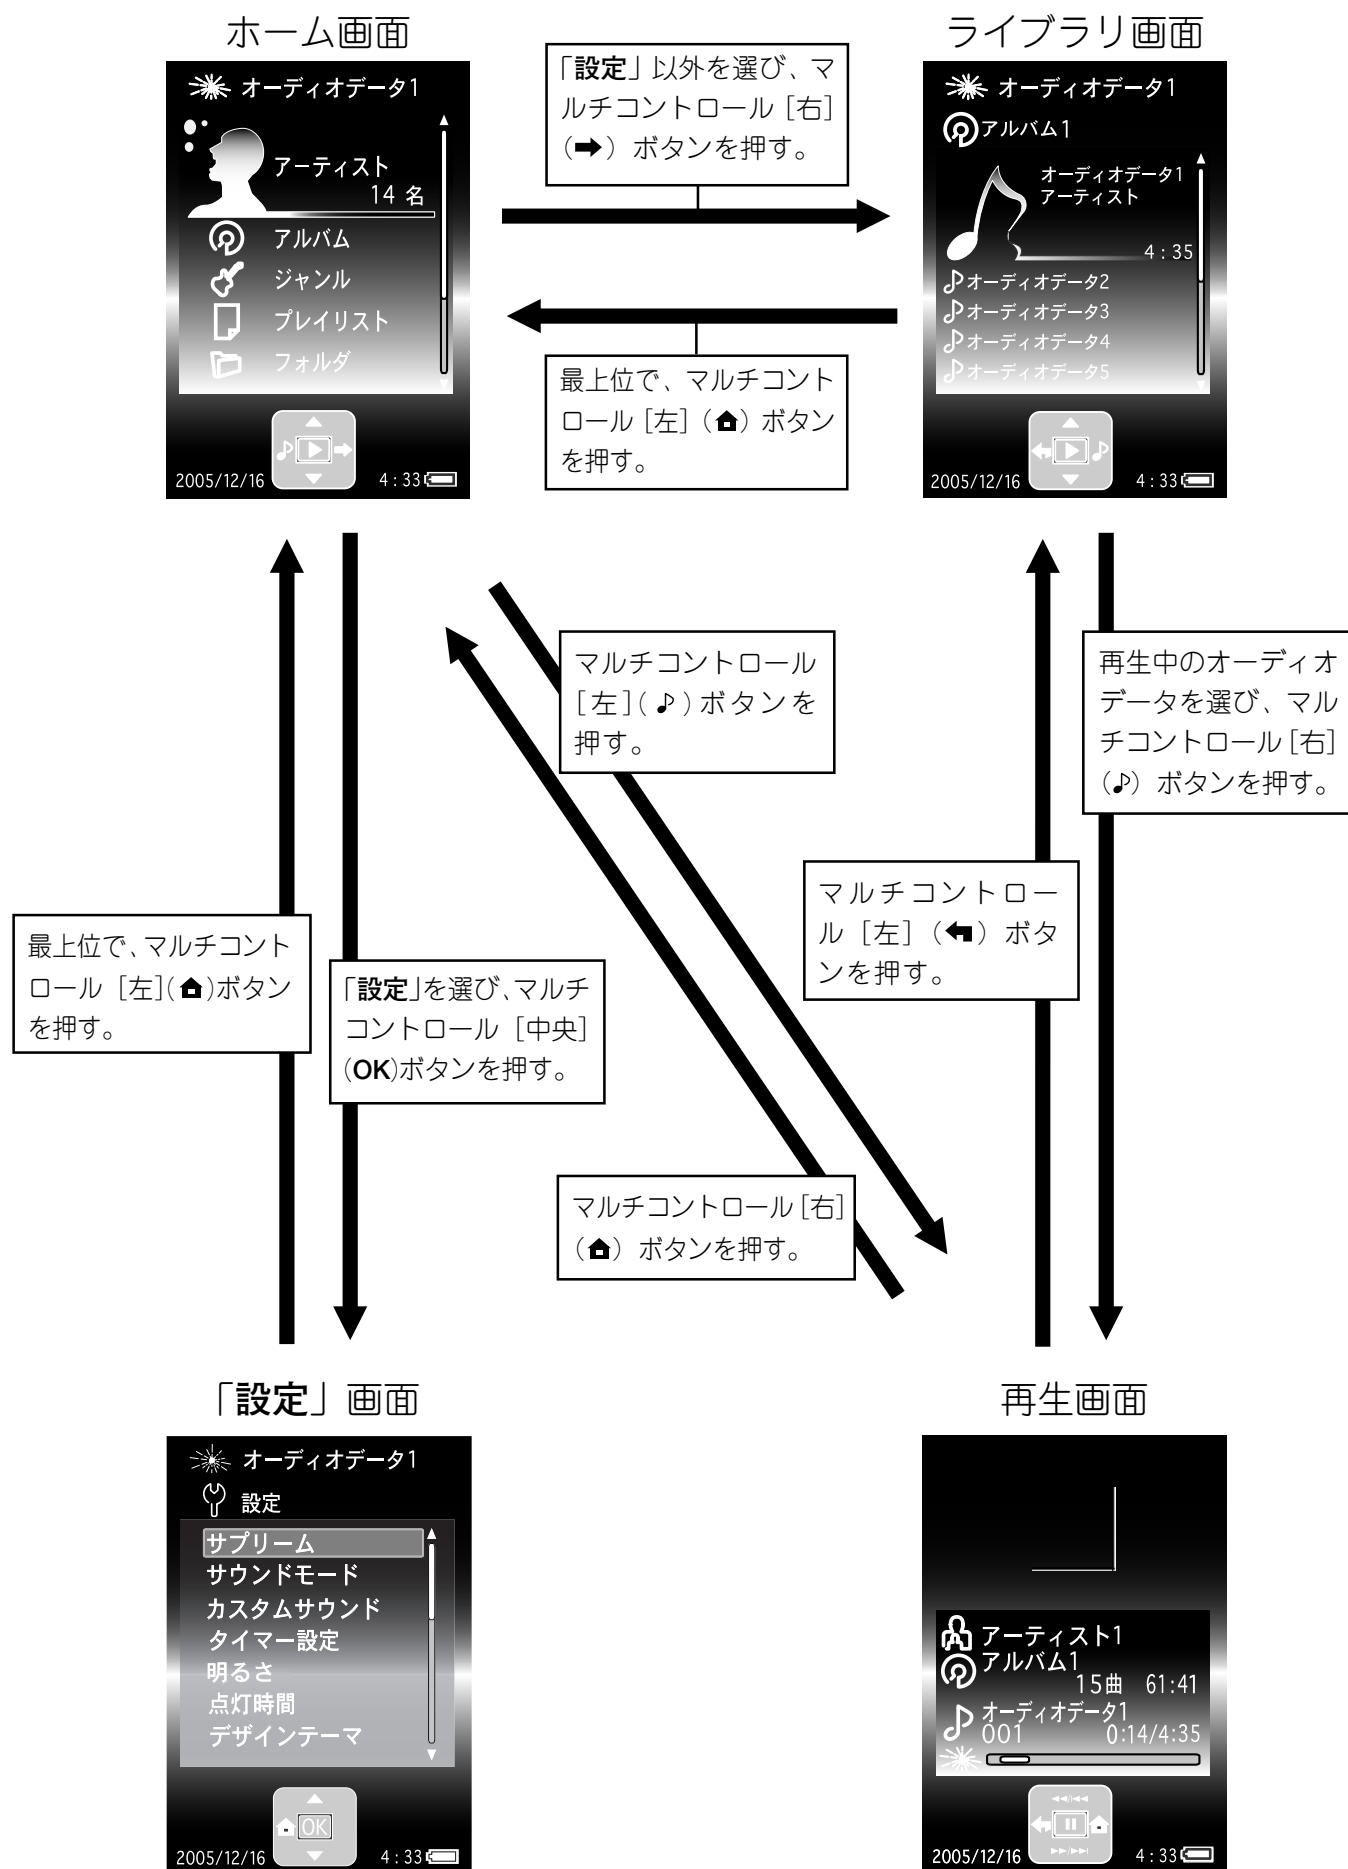 ホーム画面
オーディオデータ1
アーティスト
14 名
アルバム
ジャンル
プレイリスト
フォルダ
2005/12/16
4:33
「設定」以外を選び、マ
ルチコントロール[右]
(➡)ボタンを押す。
最上位で、マルチコント
ロール[左](🏠)ボタン
を押す。
ライブラリ画面
オーディオデータ1
アルバム1
オーディオデータ1
アーティスト
4:35
オーディオデータ2
オーディオデータ3
オーディオデータ4
オーディオデータ5
2005/12/16
4:33
マルチコントロール
[左](♪)ボタンを
押す。
再生中のオーディオ
データを選び、マル
チコントロール[右]
(♪)ボタンを押す。
マルチコントロー
ル[左](↰)ボタ
ンを押す。
最上位で、マルチコント
ロール[左](🏠)ボタン
を押す。
「設定」を選び、マルチ
コントロール[中央]
(OK)ボタンを押す。
マルチコントロール[右]
(🏠)ボタンを押す。
「設定」画面
オーディオデータ1
設定
サプリーム
サウンドモード
カスタムサウンド
タイマー設定
明るさ
点灯時間
デザインテーマ
OK
2005/12/16
4:33
再生画面
アーティスト1
アルバム1
15曲 61:41
オーディオデータ1
001 0:14/4:35
2005/12/16
4:33